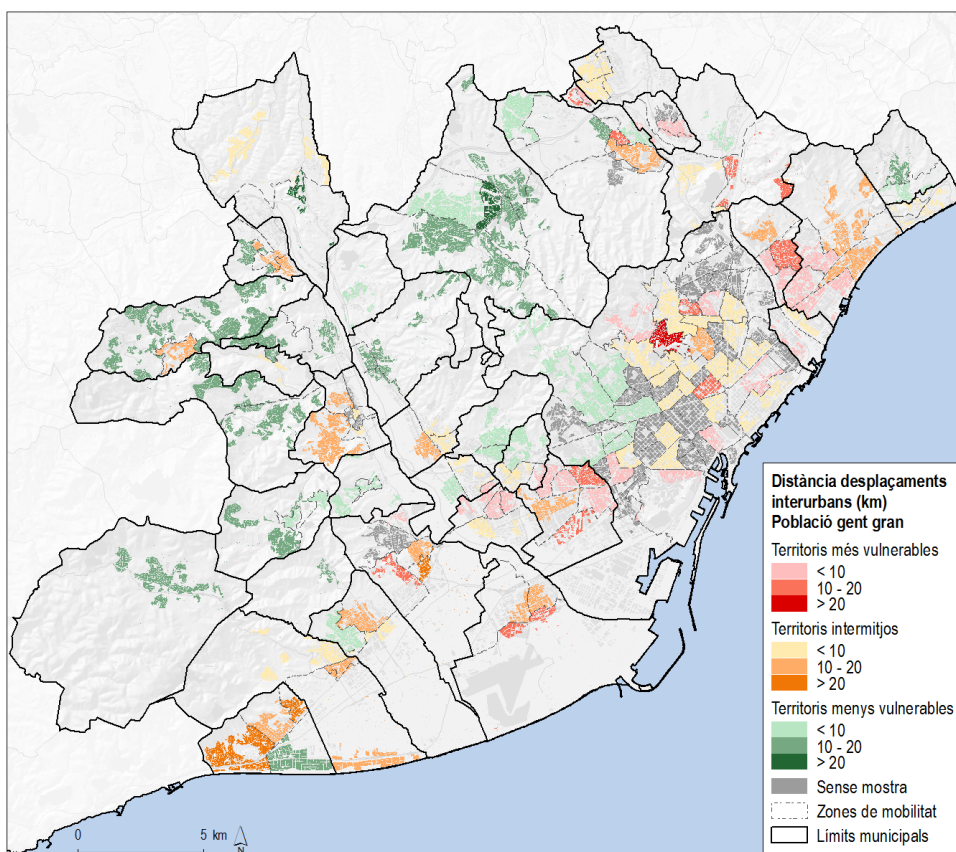 Distància desplaçaments
interurbans (km)
Població gent gran
Territoris més vulnerables
< 10
10 - 20
> 20
Territoris intermitjos
< 10
10 - 20
> 20
Territoris menys vulnerables
< 10
10 - 20
> 20
Sense mostra
Zones de mobilitat
Límits municipals
0 5 km
N